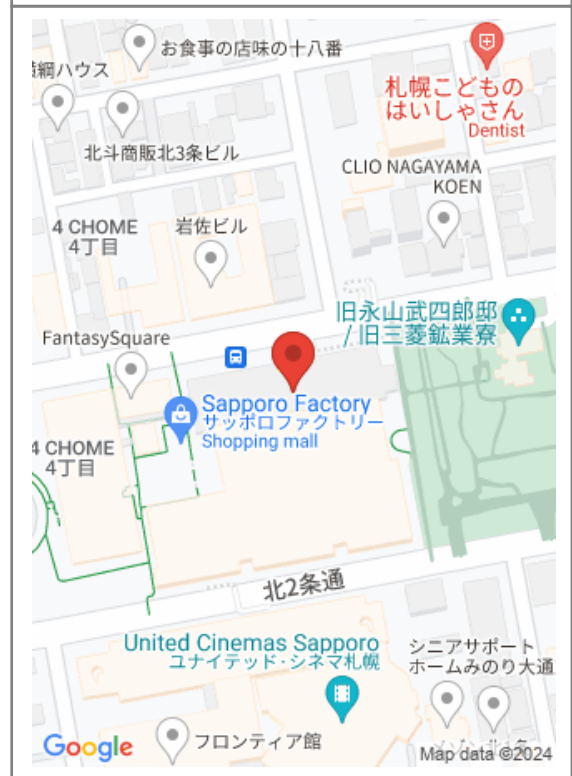 お食事の店味の十八番
綱ハウス
札幌こどもの
はいしゃさん
Dentist
北斗商販北3条ビル
CLIO NAGAYAMA
KOEN
4 CHOME
4丁目
岩佐ビル
旧永山武四郎邸
/ 旧三菱鉱業寮
FantasySquare
Sapporo Factory
サッポロファクトリー
Shopping mall
4 CHOME
4丁目
北2条通
United Cinemas Sapporo
ユナイテッド・シネマ札幌
シニアサポート
ホームみのり大通
Google
フロンティア館
Map data ©2024